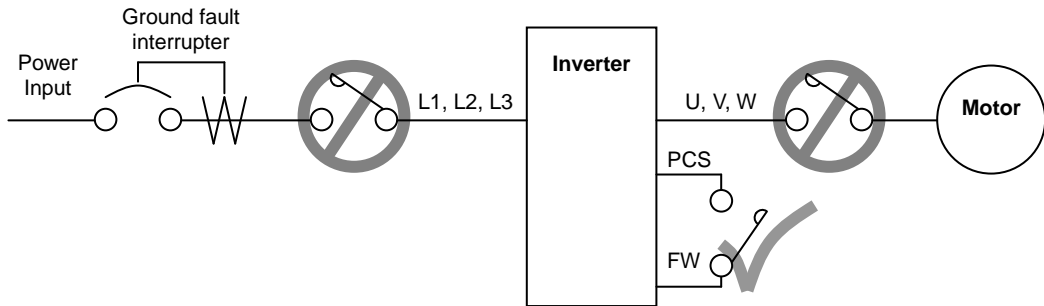 Ground fault
interrupter
Power
Input
L1, L2, L3
Inverter
U, V, W
Motor
PCS
FW